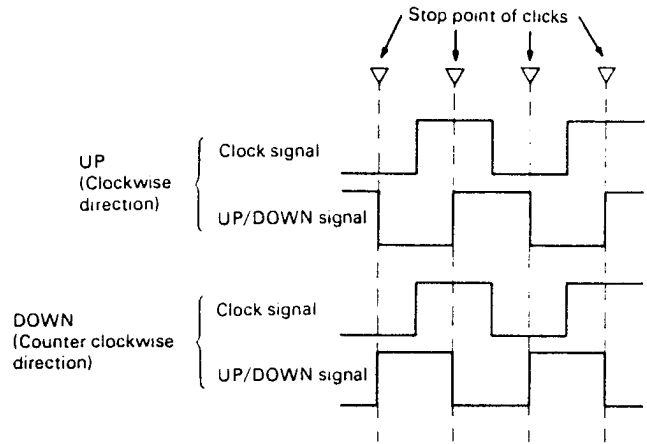 Stop point of clicks
UP
(Clockwise
direction)
Clock signal
UP/DOWN signal
DOWN
(Counter clockwise
direction)
Clock signal
UP/DOWN signal